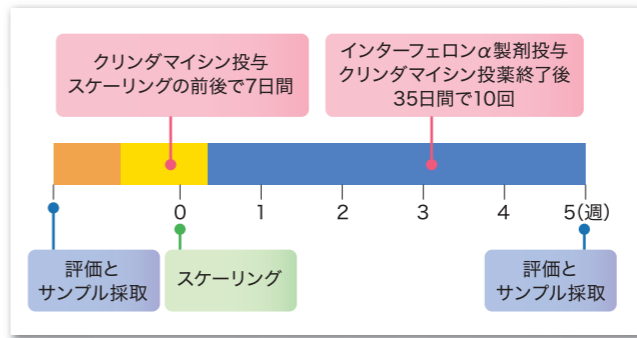 クリンダマイシン投与
スケーリングの前後で7日間
インターフェロンα製剤投与
クリンダマイシン投薬終了後
35日間で10回
0
1
2
3
4
5(週)
評価と
サンプル採取
スケーリング
評価と
サンプル採取